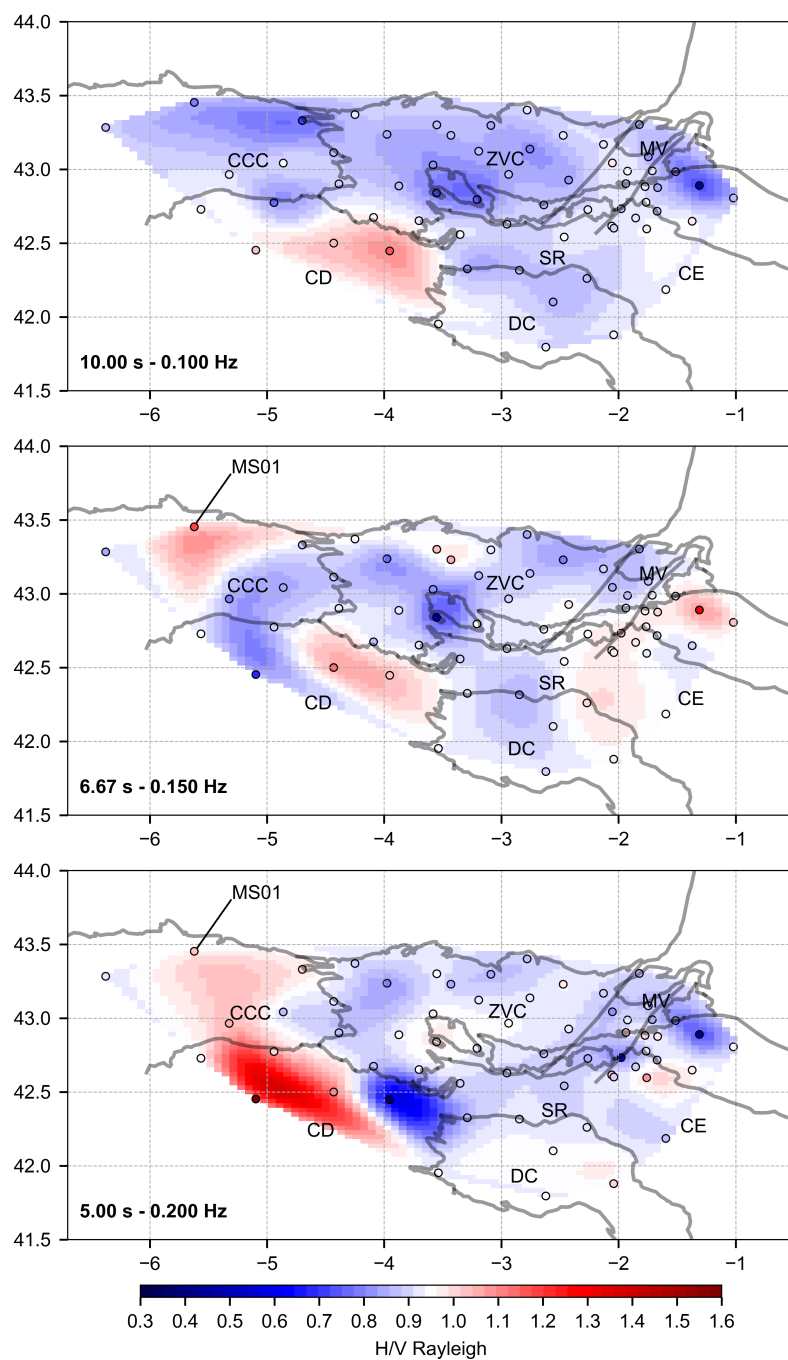 44.0
43.5
43.0
42.5
42.0
41.5
CCC
ZVC
MV
CD
SR
CE
DC
10.00 s - 0.100 Hz
−6 −5 −4 −3 −2 −1
44.0
43.5
43.0
42.5
42.0
41.5
MS01
CCC
ZVC
MV
CD
SR
CE
DC
6.67 s - 0.150 Hz
−6 −5 −4 −3 −2 −1
44.0
43.5
43.0
42.5
42.0
41.5
MS01
CCC
ZVC
MV
CD
SR
CE
DC
5.00 s - 0.200 Hz
−6 −5 −4 −3 −2 −1
0.3 0.4 0.5 0.6 0.7 0.8 0.9 1.0 1.1 1.2 1.3 1.4 1.5 1.6
H/V Rayleigh